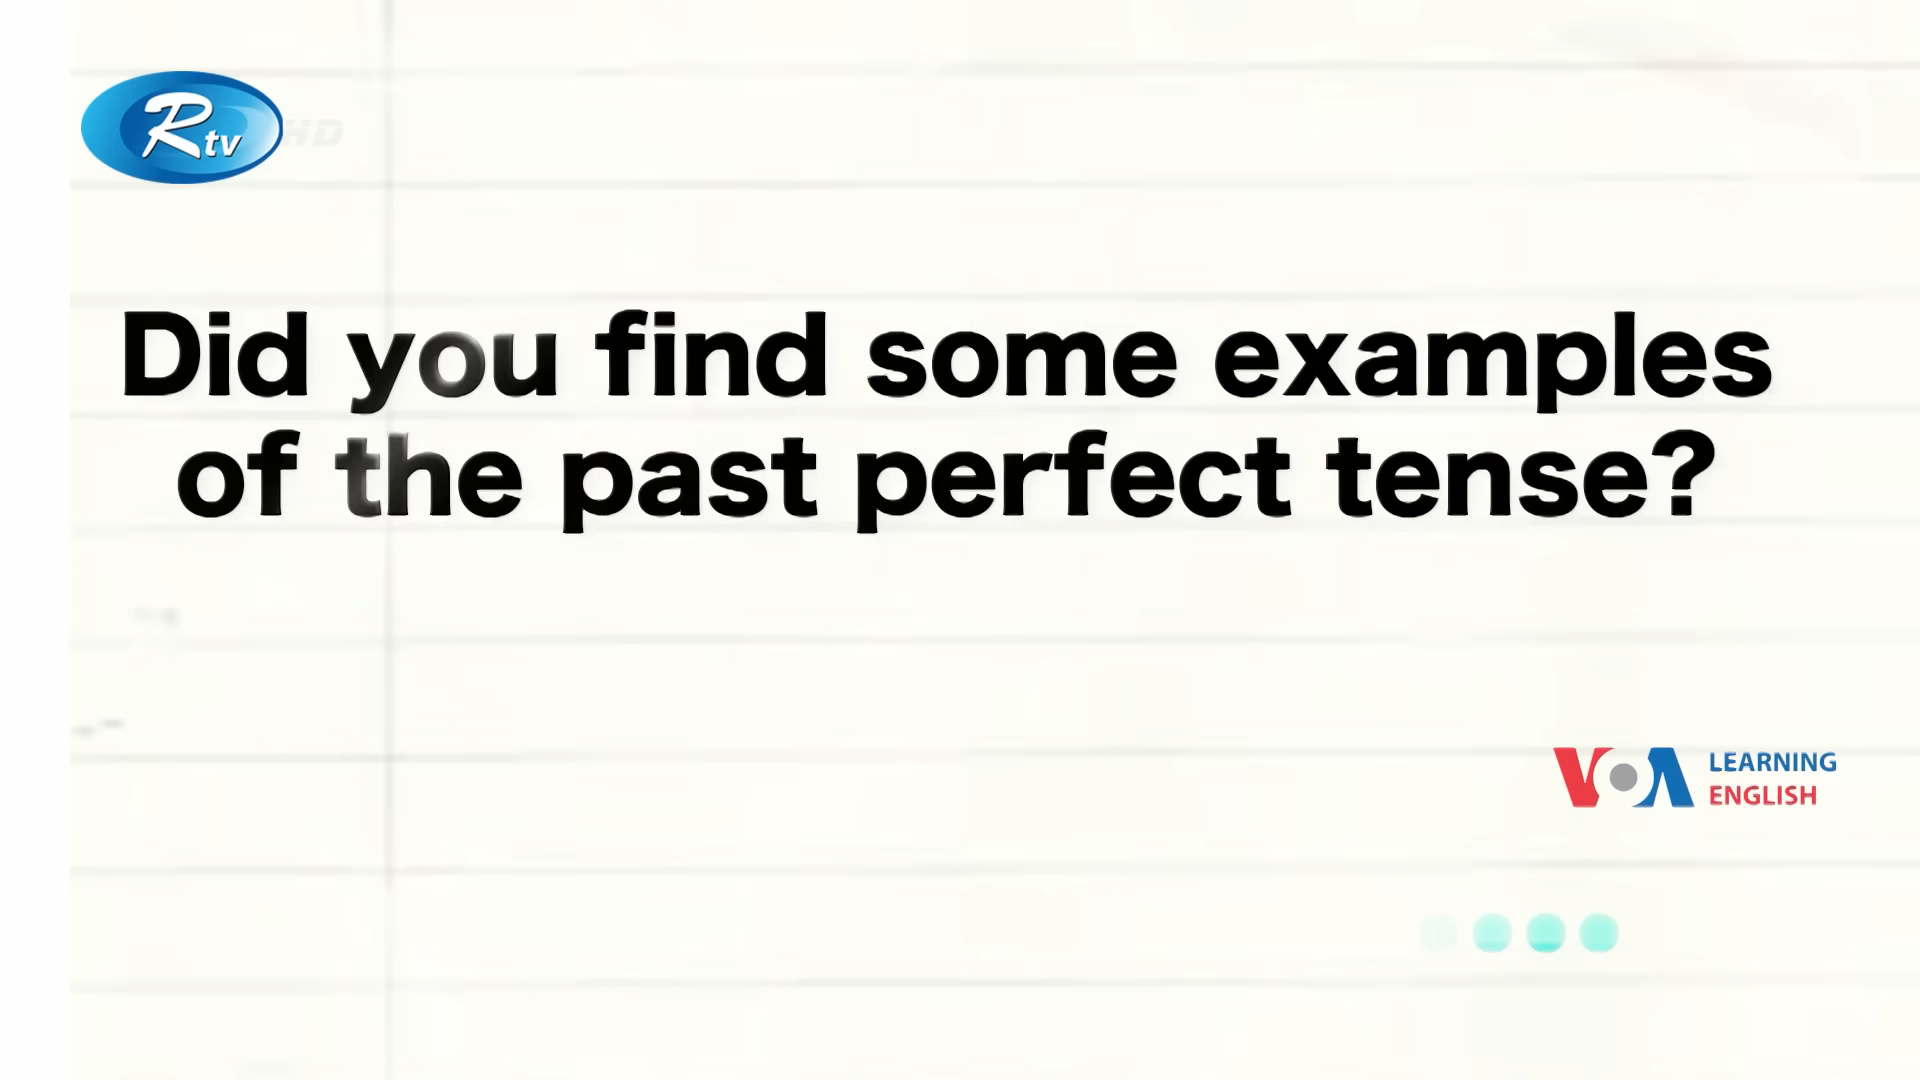 Rtv HD
Did you find some examples
of the past perfect tense?
VOA LEARNING
ENGLISH